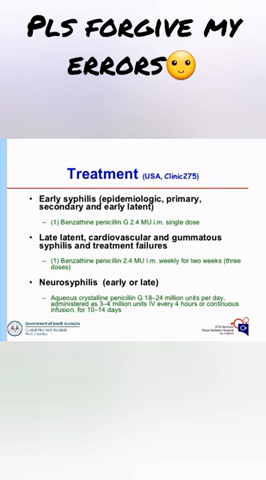 PLS FORGIVE MY
ERRORS🙂
Treatment (USA, Clinic275)
• Early syphilis (epidemiologic, primary,
secondary and early latent)
– (1) Benzathine penicillin G 2.4 MU i.m. single dose
• Late latent, cardiovascular and gummatous
syphilis and treatment failures
– (1) Benzathine penicillin 2.4 MU i.m. weekly for two weeks (three
doses)
• Neurosyphilis (early or late)
– Aqueous crystalline penicillin G 18–24 million units per day,
administered as 3–4 million units IV every 4 hours or continuous
infusion, for 10–14 days
Government of South Australia
STD Services
Royal Adelaide Hospital